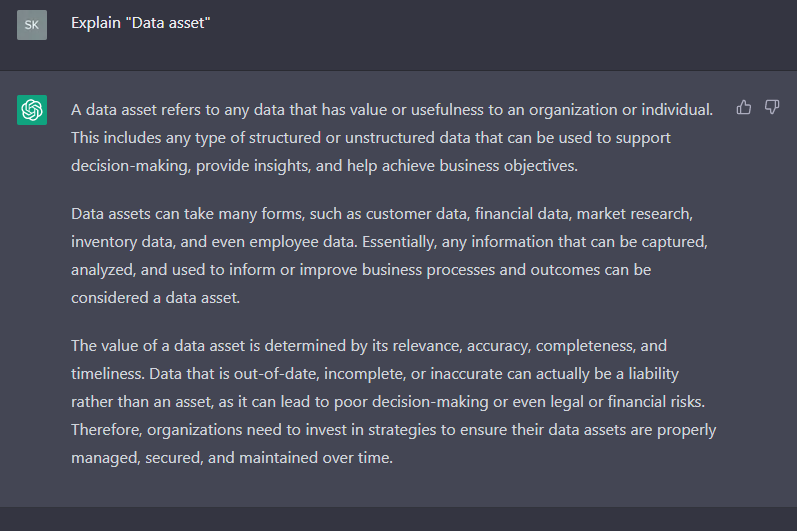 SK
Explain "Data asset"
A data asset refers to any data that has value or usefulness to an organization or individual.
This includes any type of structured or unstructured data that can be used to support
decision-making, provide insights, and help achieve business objectives.
Data assets can take many forms, such as customer data, financial data, market research,
inventory data, and even employee data. Essentially, any information that can be captured,
analyzed, and used to inform or improve business processes and outcomes can be
considered a data asset.
The value of a data asset is determined by its relevance, accuracy, completeness, and
timeliness. Data that is out-of-date, incomplete, or inaccurate can actually be a liability
rather than an asset, as it can lead to poor decision-making or even legal or financial risks.
Therefore, organizations need to invest in strategies to ensure their data assets are properly
managed, secured, and maintained over time.